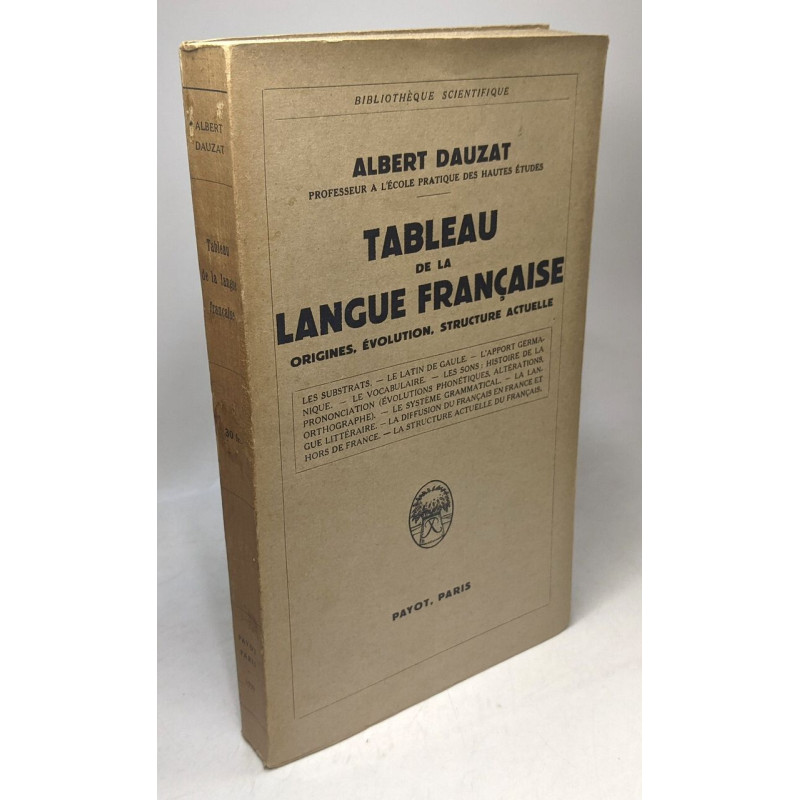 BIBLIOTHÈQUE SCIENTIFIQUE
ALBERT DAUZAT
PROFESSEUR A L'ÉCOLE PRATIQUE DES HAUTES ÉTUDES
TABLEAU
DE LA
LANGUE FRANÇAISE
ORIGINES, ÉVOLUTION, STRUCTURE ACTUELLE
LES SUBSTRATS. — LE LATIN DE GAULE. — L'APPORT GERMA-
NIQUE. — LE VOCABULAIRE. — LES SONS : HISTOIRE DE LA
PRONONCIATION (ÉVOLUTIONS PHONÉTIQUES, ALTÉRATIONS,
ORTHOGRAPHE). — LE SYSTÈME GRAMMATICAL. — LA LAN-
GUE LITTÉRAIRE. — LA DIFFUSION DU FRANÇAIS EN FRANCE ET
HORS DE FRANCE. — LA STRUCTURE ACTUELLE DU FRANÇAIS.
PAYOT, PARIS
ALBERT
DAUZAT
Tableau
de la langue
française
PAYOT
PARIS